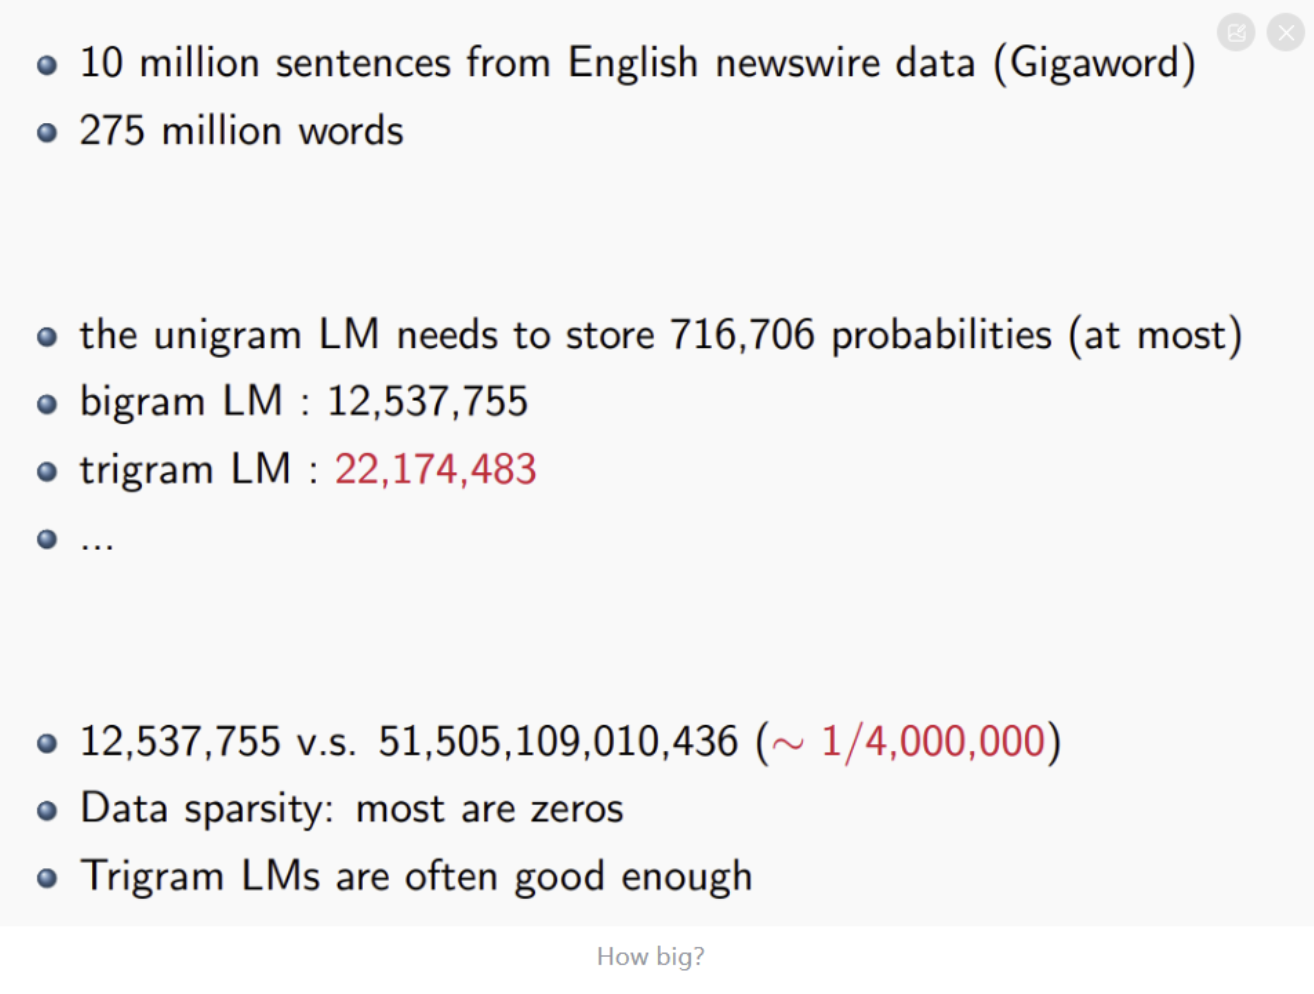 10 million sentences from English newswire data (Gigaword)
275 million words
the unigram LM needs to store 716,706 probabilities (at most)
bigram LM : 12,537,755
trigram LM : 22,174,483
...
12,537,755 v.s. 51,505,109,010,436 (∼ 1/4,000,000)
Data sparsity: most are zeros
Trigram LMs are often good enough
How big?